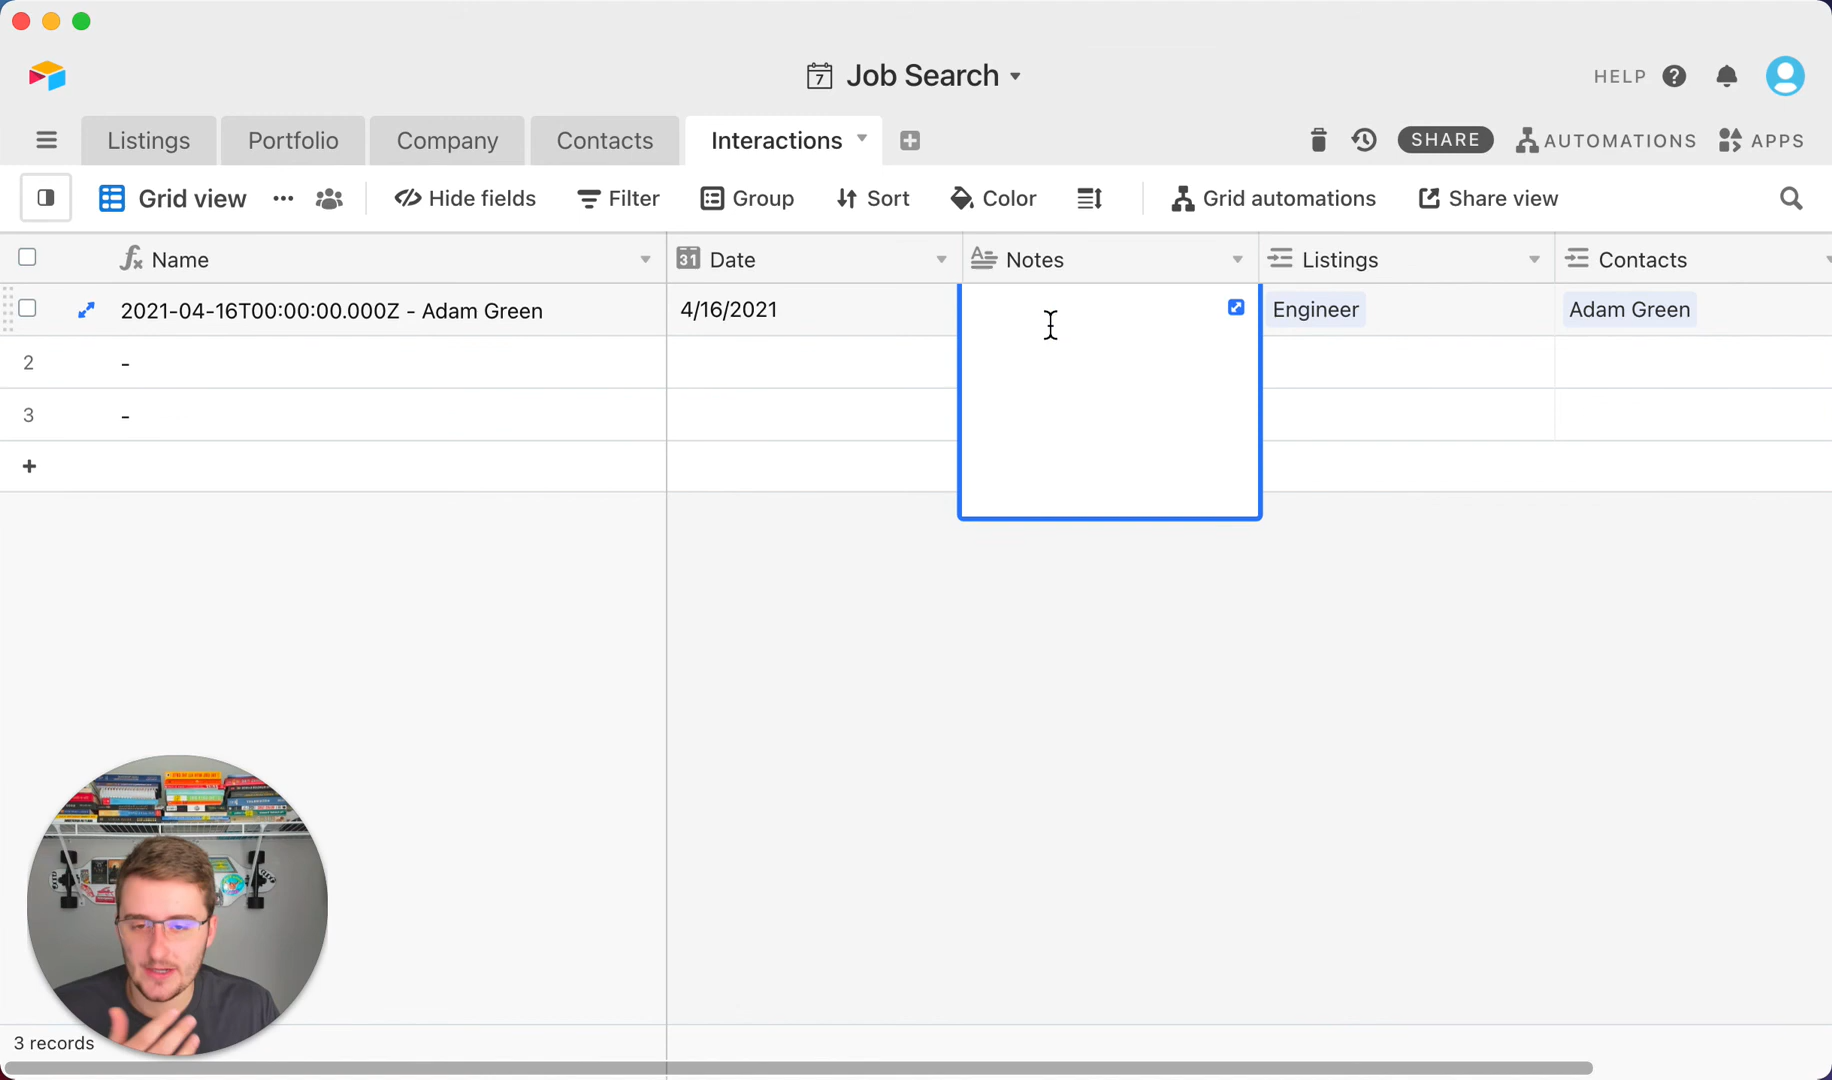 7 Job Search
HELP ?
Listings Portfolio Company Contacts Interactions SHARE AUTOMATIONS APPS
Grid view ... Hide fields Filter Group Sort Color Grid automations Share view
Name 31 Date Notes Listings Contacts
2021-04-16T00:00:00.000Z - Adam Green 4/16/2021 Engineer Adam Green
2 -
3 -
+
3 records